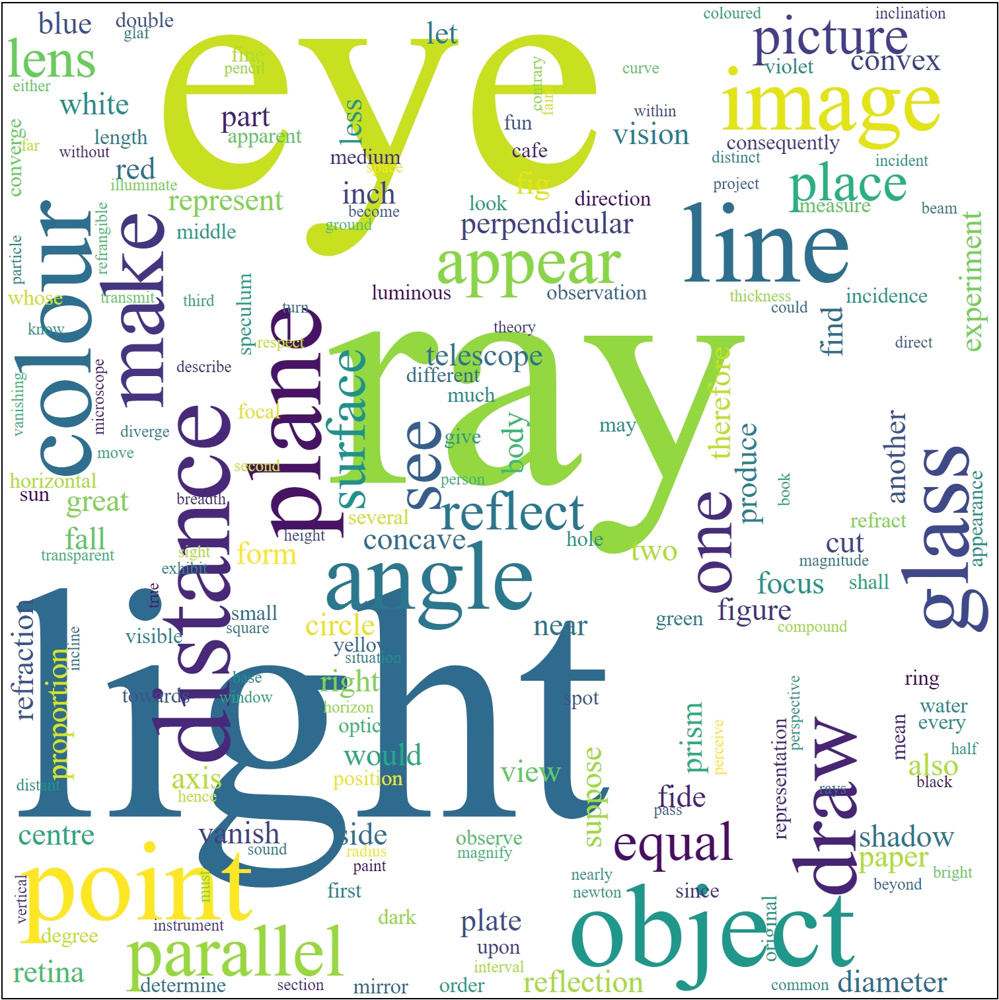 blue
double
glaf
let
coloured
inclination
picture
lens
fine
pencil
eye
violet
convex
either
curve
contrary
faint
image
white
part
less
within
fun
vision
converge
far
length
apparent
without
medium
cafe
consequently
red
space
distinct
incident
illuminate
fig
project
place
represent
inch
look
direction
measure
beam
become
ground
perpendicular
line
colour
make
middle
refrangible
particle
appear
experiment
whose
transmit
third
speculum
luminous
observation
thickness
incidence
turn
could
know
plane
ray
theory
find
respect
direct
telescope
describe
different
surface
therefore
much
vanishing
microscope
focal
see
diverge
give
body
may
produce
another
move
distance
second
horizontal
person
book
glass
appearance
sun
great
breadth
reflect
several
one
refract
fall
height
concave
hole
cut
transparent
sight
form
two
exhibit
magnitude
angle
focus
shall
true
light
refraction
small
circle
near
green
figure
square
visible
compound
incline
yellow
situation
proportion
base
right
ring
towards
window
spot
horizon
prism
perceive
perspective
water
optic
every
representation
draw
mean
would
half
distant
axis
position
view
suppose
also
rays
black
hence
fide
pass
centre
vanish
side
sound
observe
equal
shadow
radius
magnify
paper
point
paint
bright
must
first
nearly
newton
since
beyond
vertical
object
original
instrument
dark
plate
degree
parallel
upon
retina
interval
determine
section
mirror
order
reflection
common
diameter